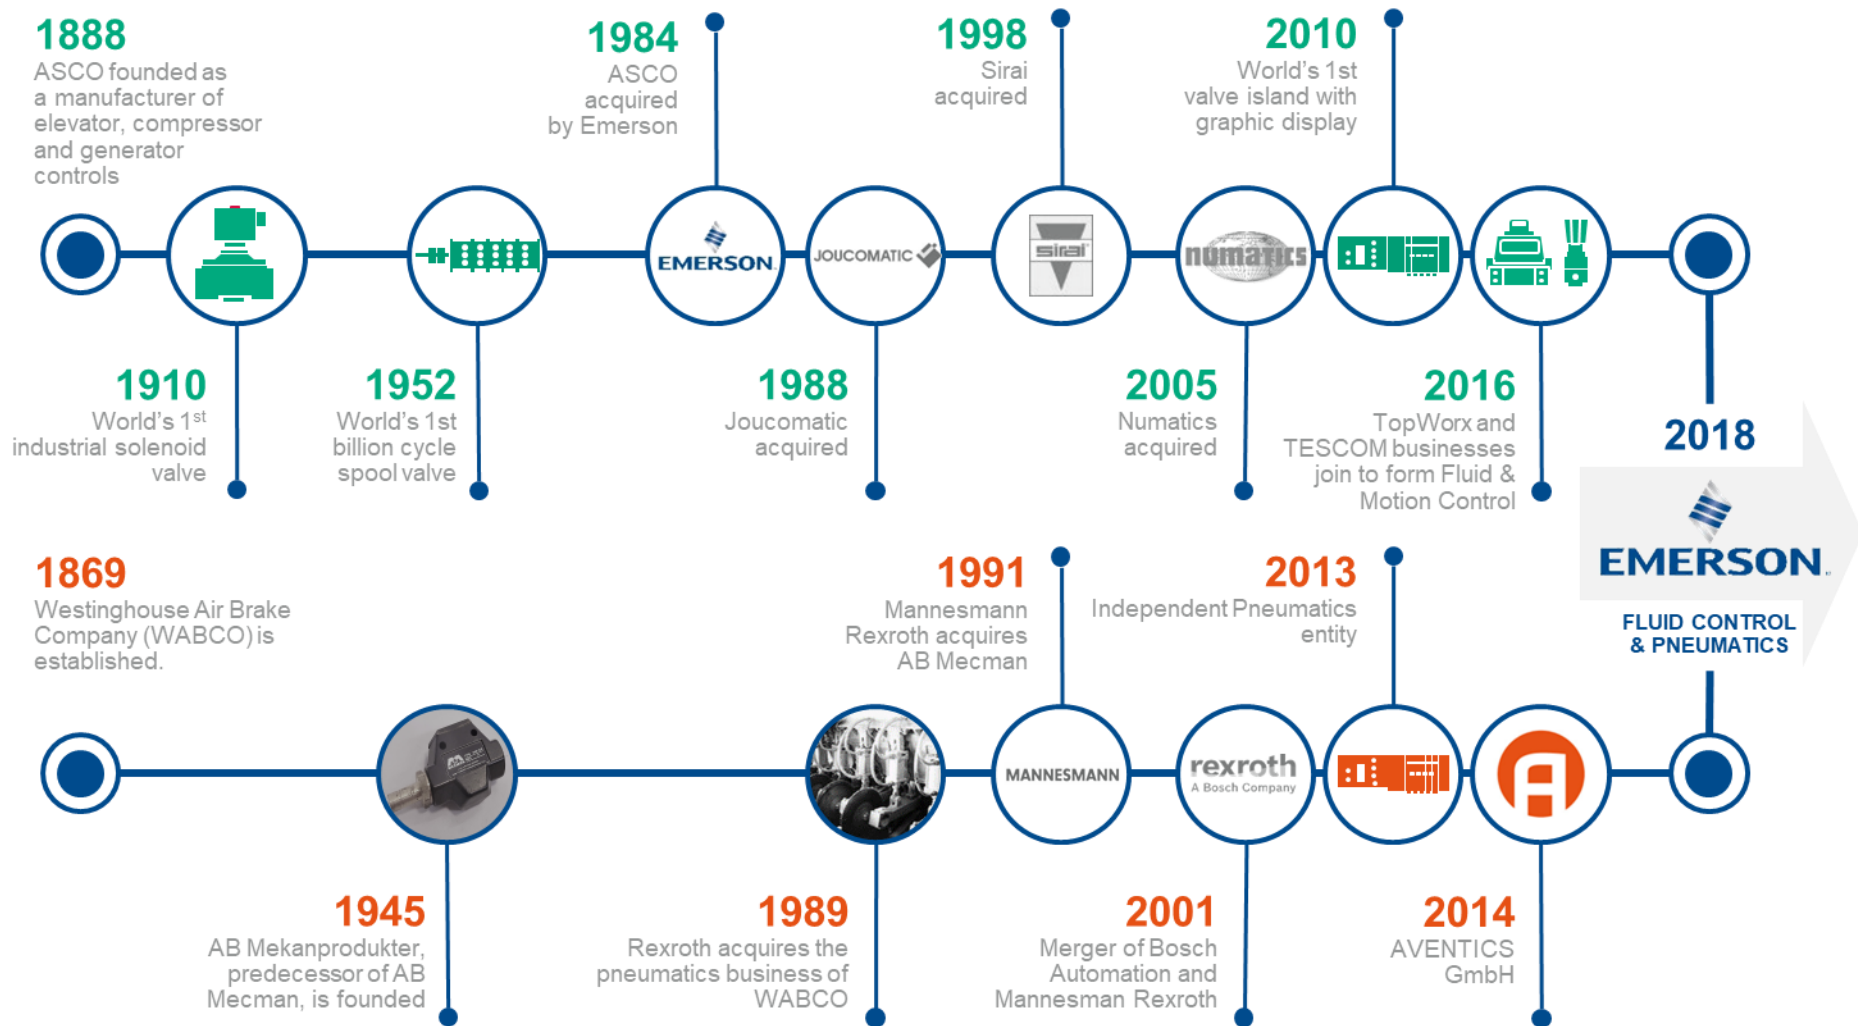 1888
ASCO founded as
a manufacturer of
elevator, compressor
and generator
controls
1984
ASCO
acquired
by Emerson
1998
Sirai
acquired
2010
World's 1st
valve island with
graphic display
EMERSON
JOUCOMATIC
sirai
numatics
1910
World's 1st
industrial solenoid
valve
1952
World's 1st
billion cycle
spool valve
1988
Joucomatic
acquired
2005
Numatics
acquired
2016
TopWorx and
TESCOM businesses
join to form Fluid &
Motion Control
2018
EMERSON
FLUID CONTROL
& PNEUMATICS
1869
Westinghouse Air Brake
Company (WABCO) is
established.
1991
Mannesmann
Rexroth acquires
AB Mecman
2013
Independent Pneumatics
entity
MANNESMANN
rexroth
A Bosch Company
1945
AB Mekanprodukter,
predecessor of AB
Mecman, is founded
1989
Rexroth acquires the
pneumatics business of
WABCO
2001
Merger of Bosch
Automation and
Mannesman Rexroth
2014
AVENTICS
GmbH